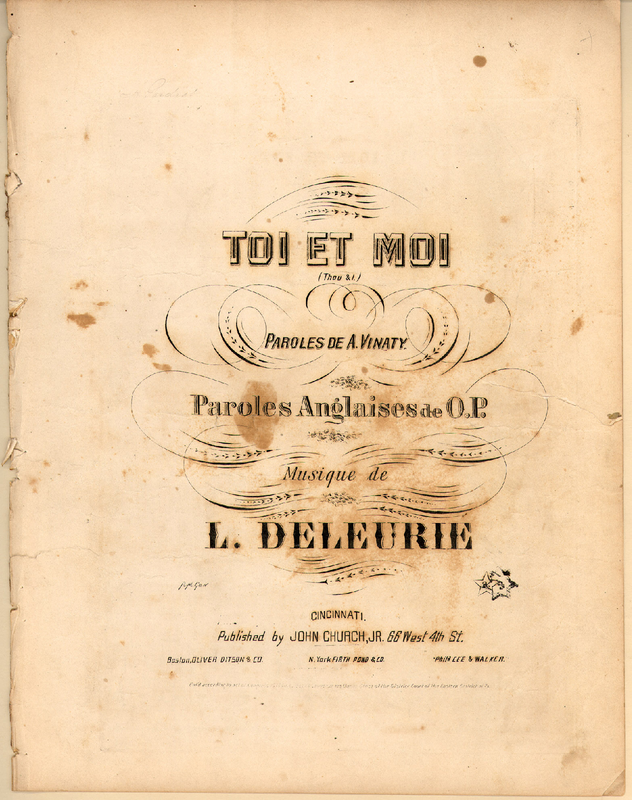 TOI ET MOI
(Thou & I.)
PAROLES DE A. VINATY.
Paroles Anglaises de O.P.
Musique de
L. DELEURIE
CINCINNATI.
Published by JOHN CHURCH, JR. 66 West 4th St.
Boston, OLIVER DITSON & CO. N. York FIRTH POND & CO. Phil'a LEE & WALKER.